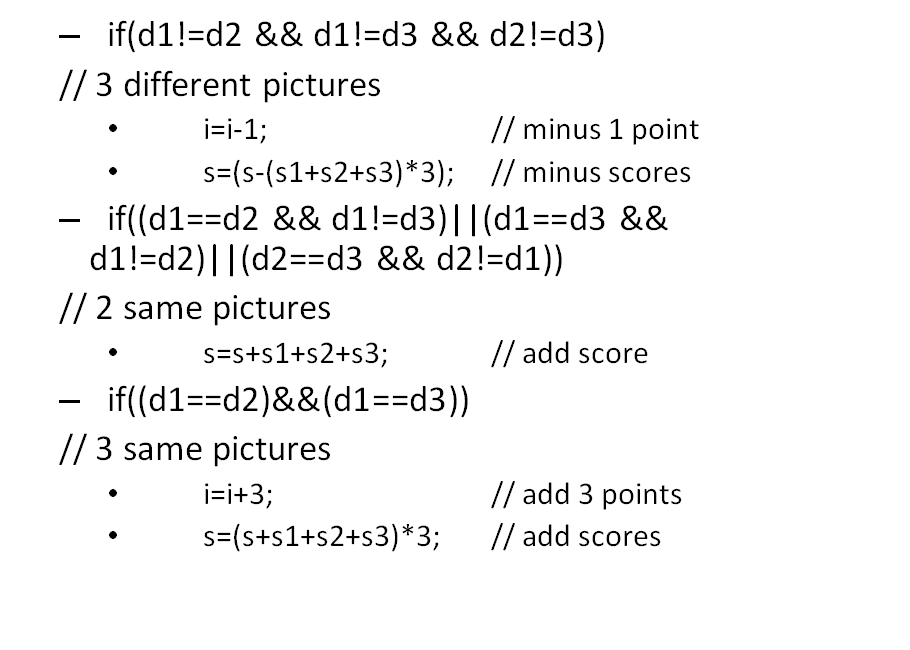 – if(d1!=d2 && d1!=d3 && d2!=d3)
// 3 different pictures
• i=i-1; // minus 1 point
• s=(s-(s1+s2+s3)*3); // minus scores
– if((d1==d2 && d1!=d3)||(d1==d3 &&
d1!=d2)||(d2==d3 && d2!=d1))
// 2 same pictures
• s=s+s1+s2+s3; // add score
– if((d1==d2)&&(d1==d3))
// 3 same pictures
• i=i+3; // add 3 points
• s=(s+s1+s2+s3)*3; // add scores